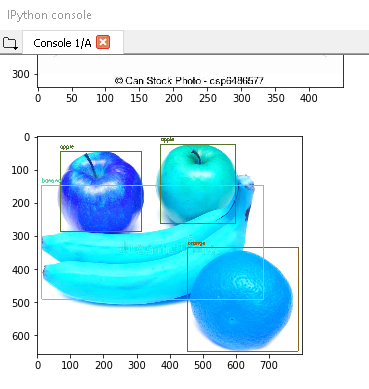 IPython console
Console 1/A
300
© Can Stock Photo - csp6486577
0 50 100 150 200 250 300 350 400
0
apple
apple
100
banana
200
orange
300
400
500
600
0 100 200 300 400 500 600 700